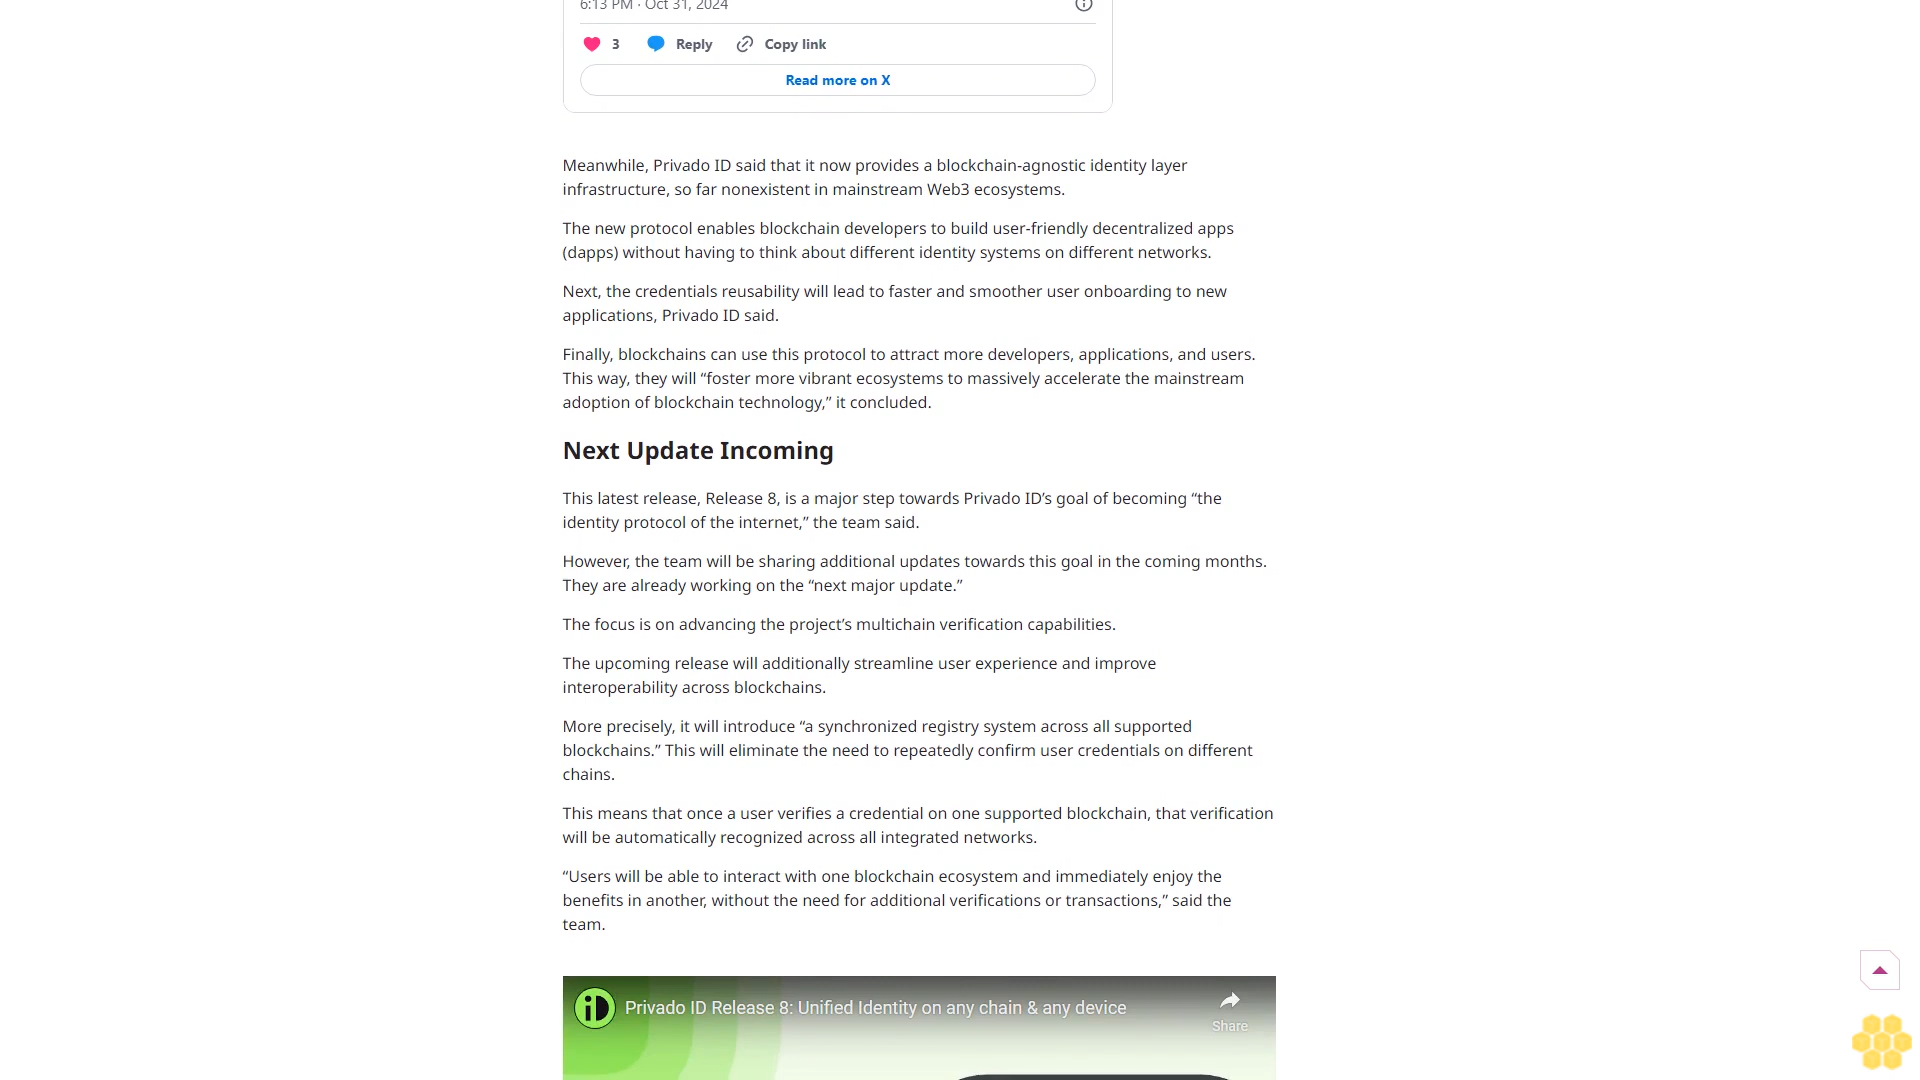 6:13 PM · Oct 31, 2024
3 Reply Copy link
Read more on X
Meanwhile, Privado ID said that it now provides a blockchain-agnostic identity layer
infrastructure, so far nonexistent in mainstream Web3 ecosystems.
The new protocol enables blockchain developers to build user-friendly decentralized apps
(dapps) without having to think about different identity systems on different networks.
Next, the credentials reusability will lead to faster and smoother user onboarding to new
applications, Privado ID said.
Finally, blockchains can use this protocol to attract more developers, applications, and users.
This way, they will “foster more vibrant ecosystems to massively accelerate the mainstream
adoption of blockchain technology,” it concluded.
Next Update Incoming
This latest release, Release 8, is a major step towards Privado ID’s goal of becoming “the
identity protocol of the internet,” the team said.
However, the team will be sharing additional updates towards this goal in the coming months.
They are already working on the “next major update.”
The focus is on advancing the project’s multichain verification capabilities.
The upcoming release will additionally streamline user experience and improve
interoperability across blockchains.
More precisely, it will introduce “a synchronized registry system across all supported
blockchains.” This will eliminate the need to repeatedly confirm user credentials on different
chains.
This means that once a user verifies a credential on one supported blockchain, that verification
will be automatically recognized across all integrated networks.
“Users will be able to interact with one blockchain ecosystem and immediately enjoy the
benefits in another, without the need for additional verifications or transactions,” said the
team.
iD Privado ID Release 8: Unified Identity on any chain & any device
Share